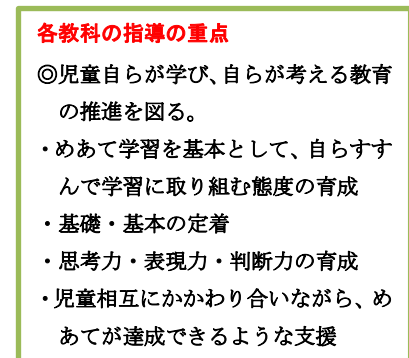 各教科の指導の重点
◎児童自らが学び、自らが考える教育
の推進を図る。
・めあて学習を基本として、自らすす
んで学習に取り組む態度の育成
・基礎・基本の定着
・思考力・表現力・判断力の育成
・児童相互にかかわり合いながら、め
あてが達成できるような支援